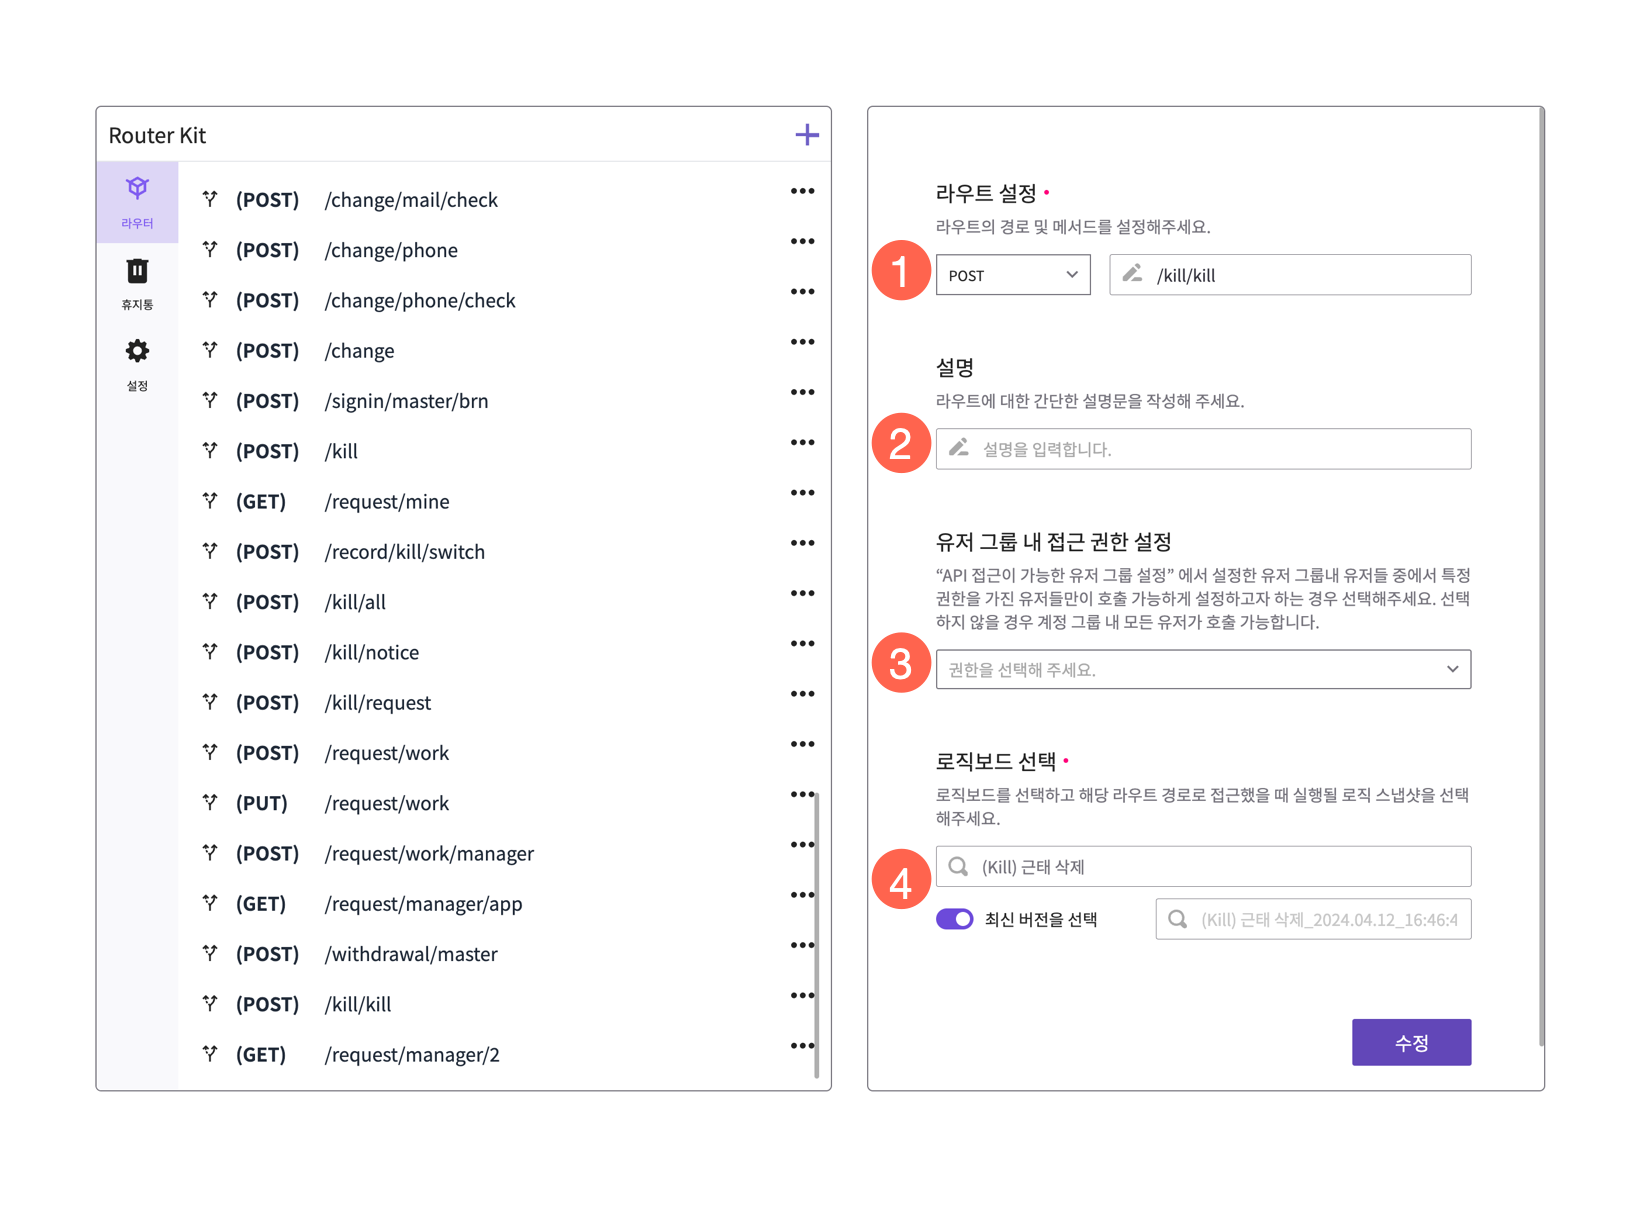 Router Kit
라우터
휴지통
설정
(POST) /change/mail/check
(POST) /change/phone
(POST) /change/phone/check
(POST) /change
(POST) /signin/master/brn
(POST) /kill
(GET) /request/mine
(POST) /record/kill/switch
(POST) /kill/all
(POST) /kill/notice
(POST) /kill/request
(POST) /request/work
(PUT) /request/work
(POST) /request/work/manager
(GET) /request/manager/app
(POST) /withdrawal/master
(POST) /kill/kill
(GET) /request/manager/2
라우트 설정
라우트의 경로 및 메서드를 설정해주세요.
1 POST /kill/kill
설명
라우트에 대한 간단한 설명문을 작성해 주세요.
2 설명을 입력합니다.
유저 그룹 내 접근 권한 설정
“API 접근이 가능한 유저 그룹 설정” 에서 설정한 유저 그룹내 유저들 중에서 특정
권한을 가진 유저들만이 호출 가능하게 설정하고자 하는 경우 선택해주세요. 선택
하지 않을 경우 계정 그룹 내 모든 유저가 호출 가능합니다.
3 권한을 선택해 주세요.
로직보드 선택
로직보드를 선택하고 해당 라우트 경로로 접근했을 때 실행될 로직 스냅샷을 선택
해주세요.
4 (Kill) 근태 삭제
최신 버전을 선택 (Kill) 근태 삭제_2024.04.12_16:46:4
수정